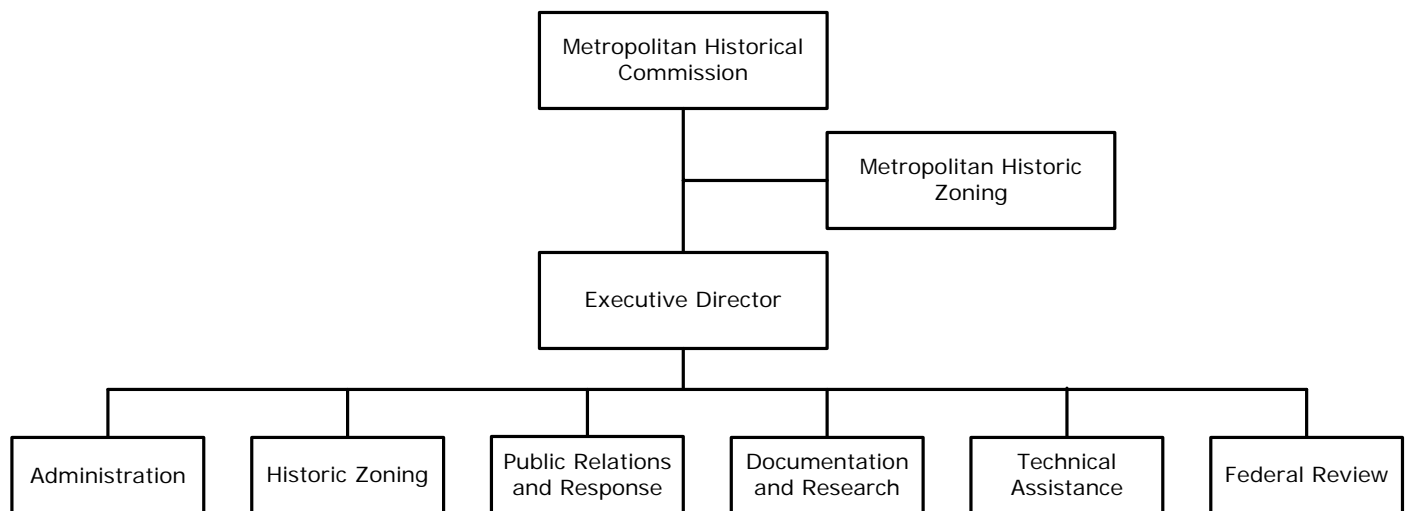 Metropolitan Historical
Commission
Metropolitan Historic
Zoning
Executive Director
Administration
Historic Zoning
Public Relations
and Response
Documentation
and Research
Technical
Assistance
Federal Review